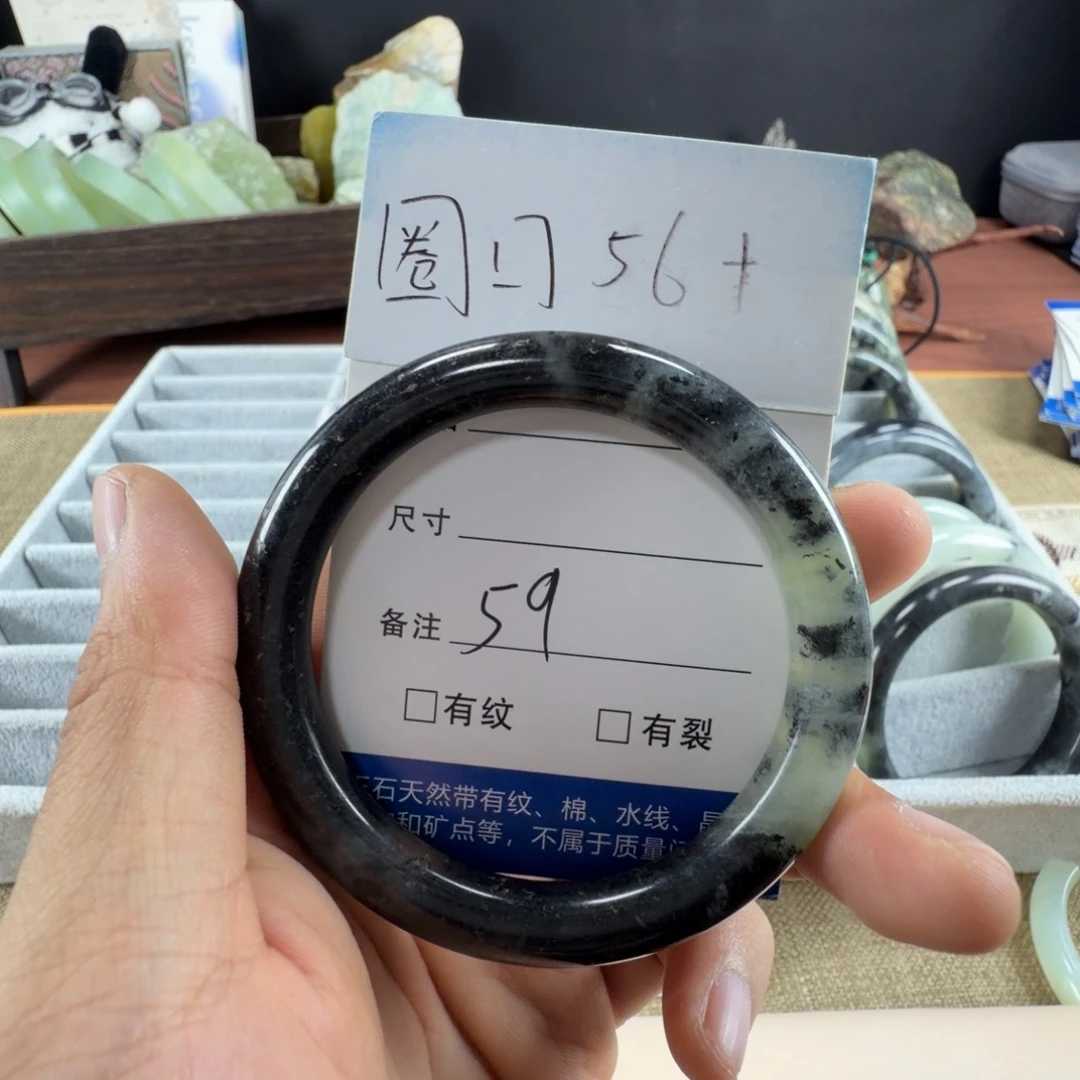 圈口 56+
尺寸
备注 59
□有纹 □有裂
石天然带有纹、棉、水线、
和矿点等，不属于质量